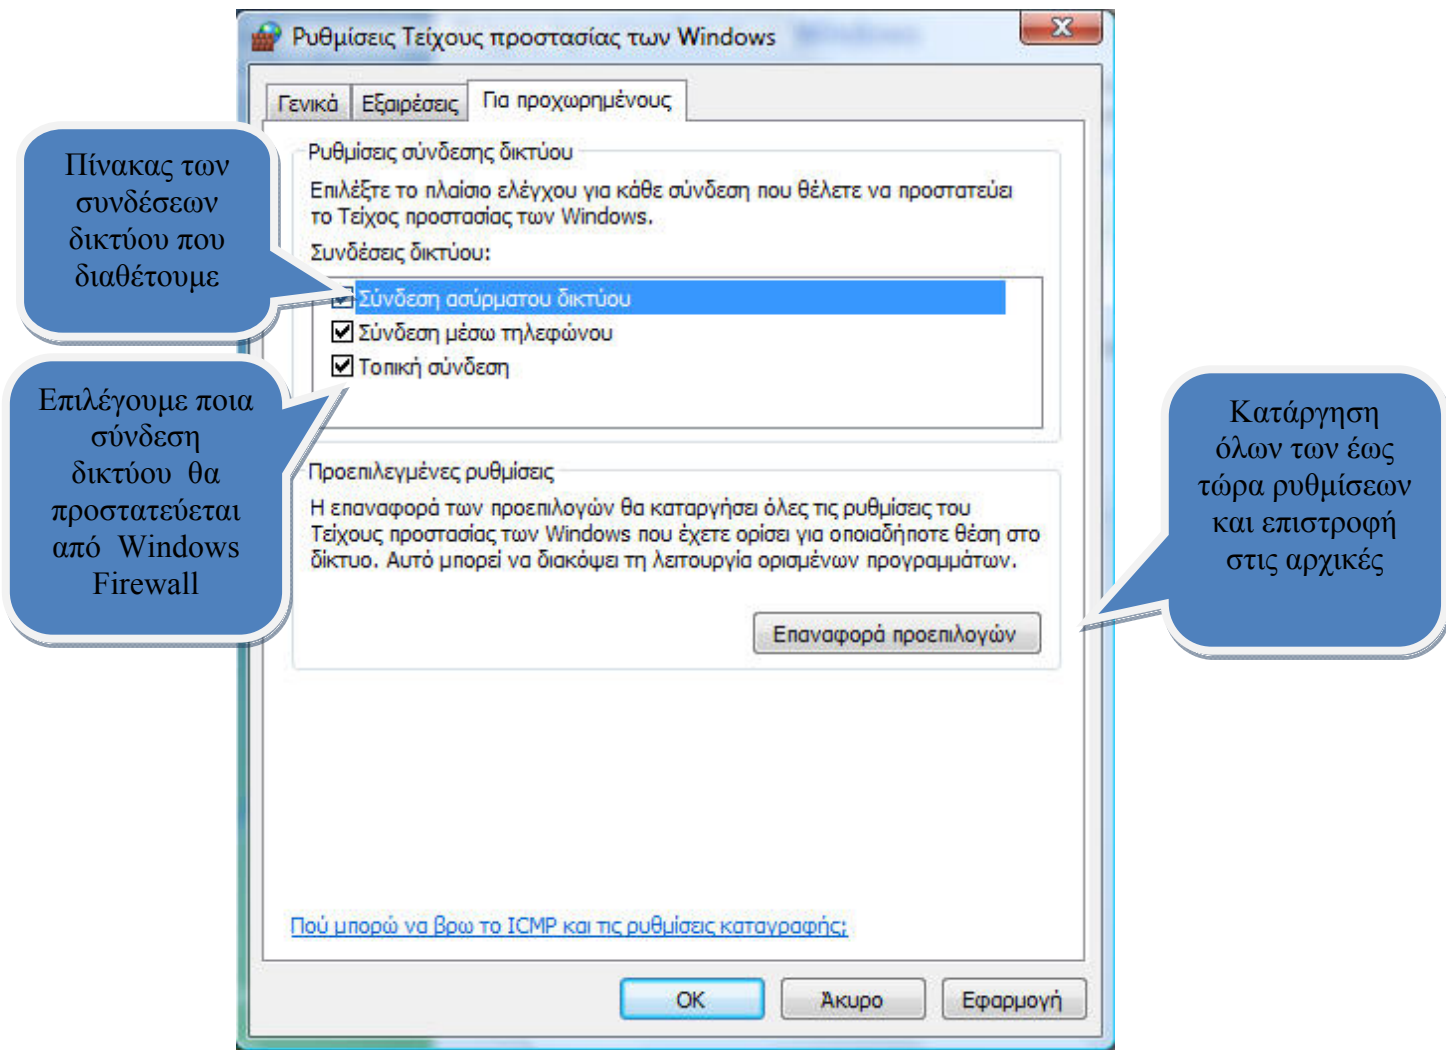 Ρυθμίσεις Τείχους προστασίας των Windows
Γενικά
Εξαιρέσεις
Για προχωρημένους
Ρυθμίσεις σύνδεσης δικτύου
Επιλέξτε το πλαίσιο ελέγχου για κάθε σύνδεση που θέλετε να προστατεύει
το Τείχος προστασίας των Windows.
Συνδέσεις δικτύου:
Σύνδεση ασύρματου δικτύου
Σύνδεση μέσω τηλεφώνου
Τοπική σύνδεση
Προεπιλεγμένες ρυθμίσεις
Η επαναφορά των προεπιλογών θα καταργήσει όλες τις ρυθμίσεις του
Τείχους προστασίας των Windows που έχετε ορίσει για οποιαδήποτε θέση στο
δίκτυο. Αυτό μπορεί να διακόψει τη λειτουργία ορισμένων προγραμμάτων.
Επαναφορά προεπιλογών
Πού μπορώ να βρω το ICMP και τις ρυθμίσεις καταγραφής;
OK
Άκυρο
Εφαρμογή
Πίνακας των
συνδέσεων
δικτύου που
διαθέτουμε
Επιλέγουμε ποια
σύνδεση
δικτύου θα
προστατεύεται
από Windows
Firewall
Κατάργηση
όλων των έως
τώρα ρυθμίσεων
και επιστροφή
στις αρχικές